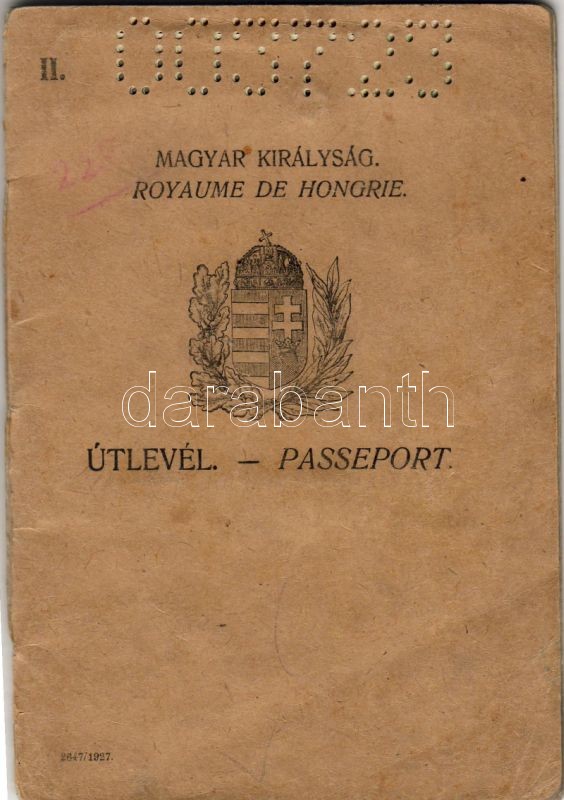 II.
MAGYAR KIRÁLYSÁG.
ROYAUME DE HONGRIE.
darabanth
ÚTLEVÉL. — PASSEPORT.
2647/1927.